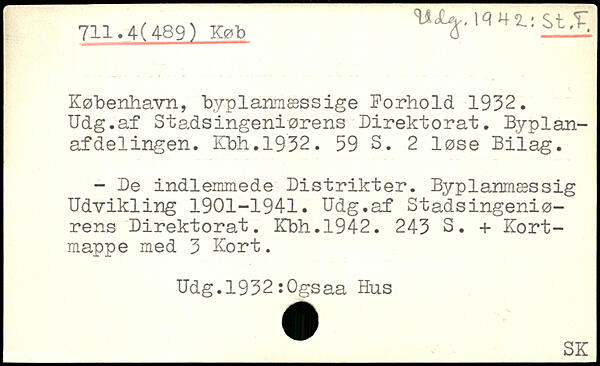 711.4(489) Køb
Udg.1942: St.F.
København, byplanmæssige Forhold 1932.
Udg.af Stadsingeniørens Direktorat. Byplan-
afdelingen. Kbh.1932. 59 S. 2 løse Bilag.
- De indlemmede Distrikter. Byplanmæssig
Udvikling 1901-1941. Udg.af Stadsingeniø-
rens Direktorat. Kbh.1942. 243 S. + Kort-
mappe med 3 Kort.
Udg.1932:Ogsaa Hus
SK